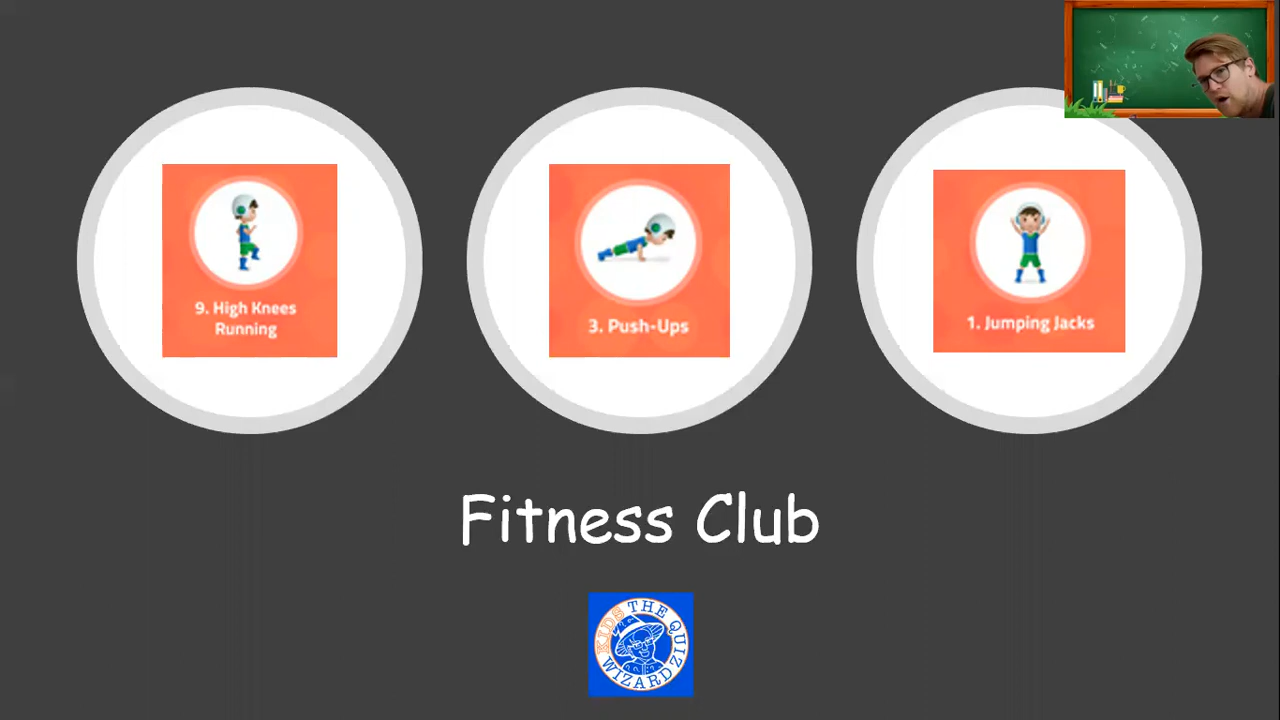 9. High Knees
Running
3. Push-Ups
1. Jumping Jacks
Fitness Club
KIDS THE QUIZ WIZARD